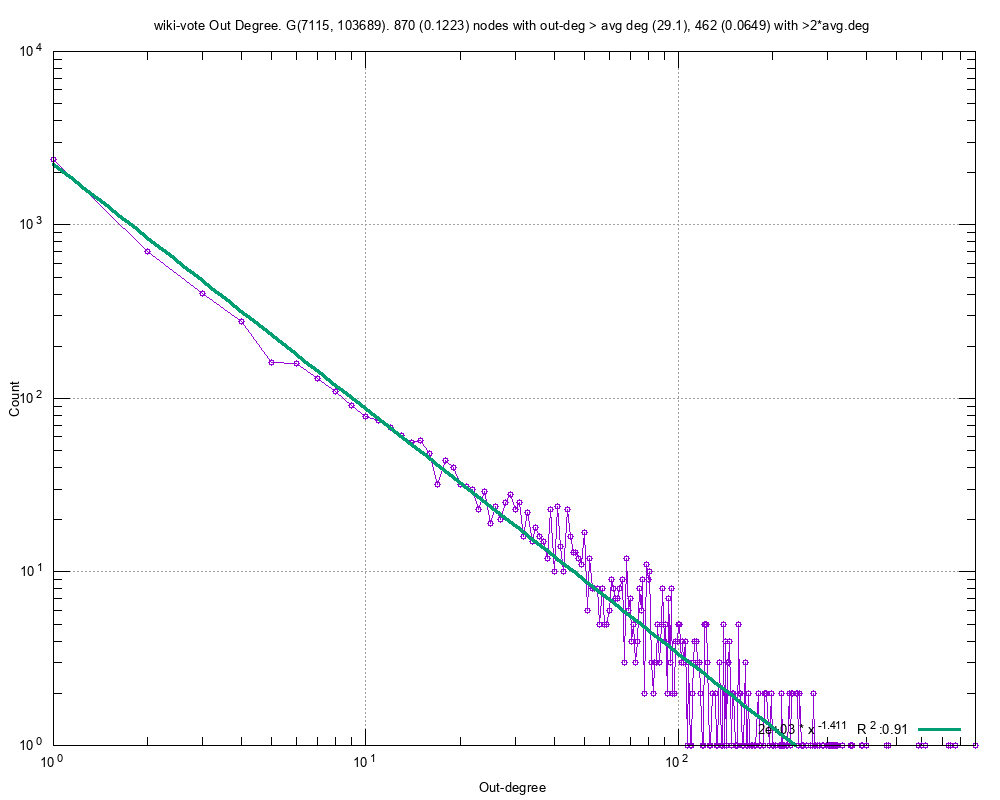 wiki-vote Out Degree. G(7115, 103689). 870 (0.1223) nodes with out-deg > avg deg (29.1), 462 (0.0649) with >2*avg.deg
10^4
10^3
10^2
10^1
10^0
Count
2e+03 * x^-1.411 R^2:0.91
10^0 10^1 10^2
Out-degree